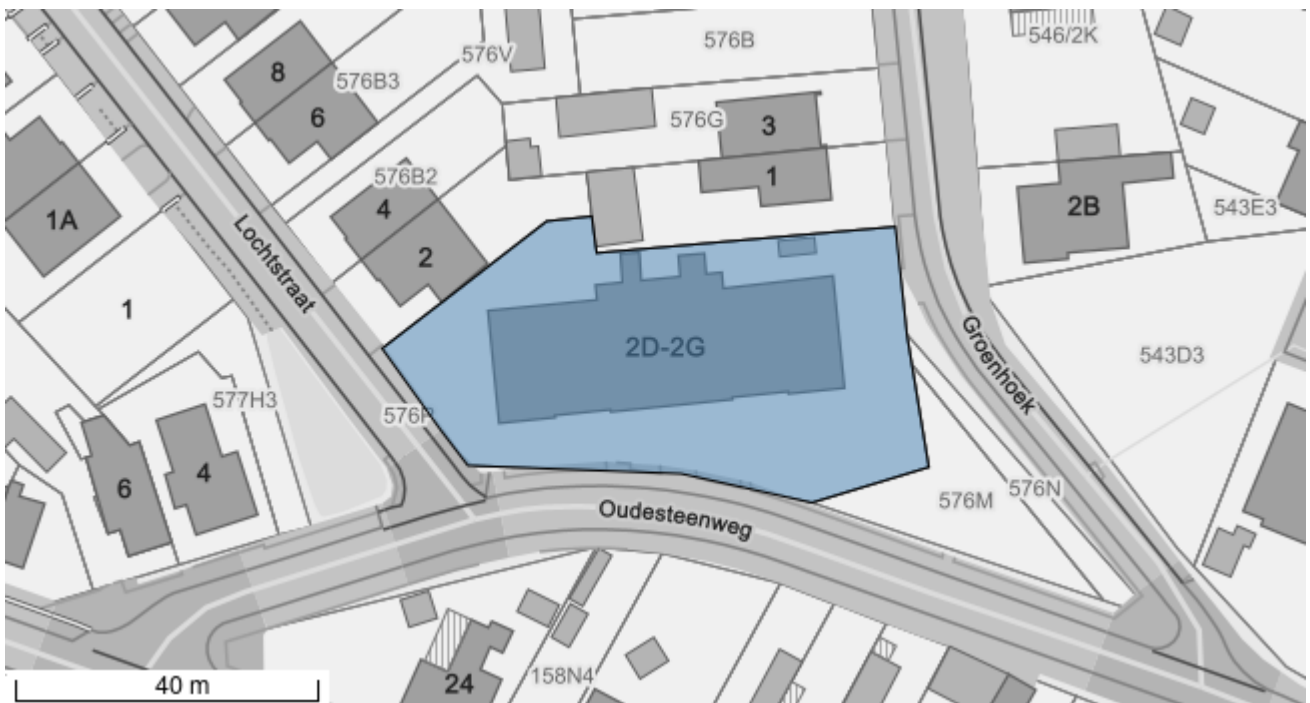 546/2K
576B
576V
8
576B3
6
576G
3
1
576B2
4
2
1A
2B
543E3
Lochtstraat
1
2D-2G
Groenhoek
543D3
577H3
576P
6
4
576M
576N
Oudesteenweg
158N4
24
40 m